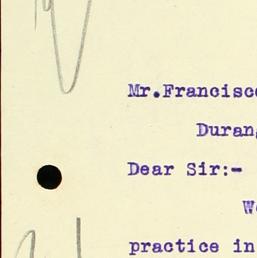 Mr.Francisc
Duran
Dear Sir:-
W
practice in